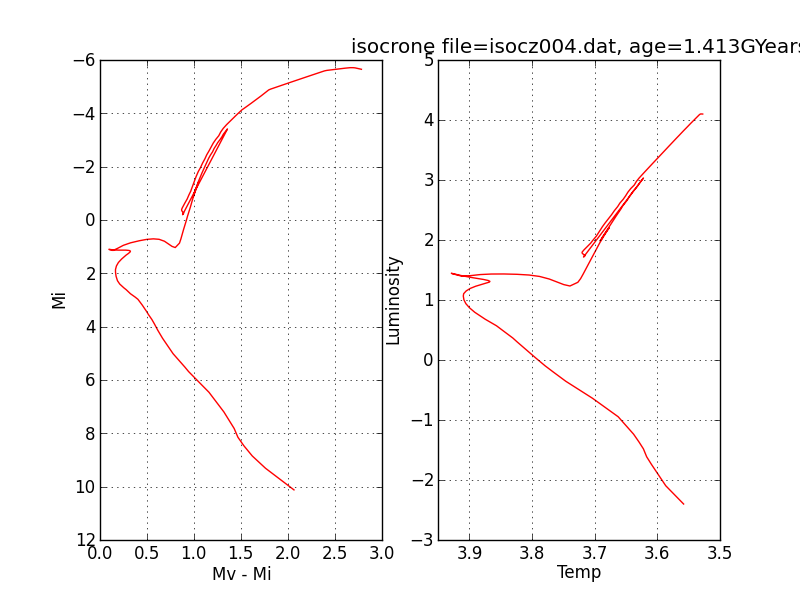 isocrone file=isocz004.dat, age=1.413GYears
−6
−4
−2
0
2
4
6
8
10
12
0.0 0.5 1.0 1.5 2.0 2.5 3.0
Mv - Mi
Mi
5
4
3
2
1
0
−1
−2
−3
3.9 3.8 3.7 3.6 3.5
Temp
Luminosity